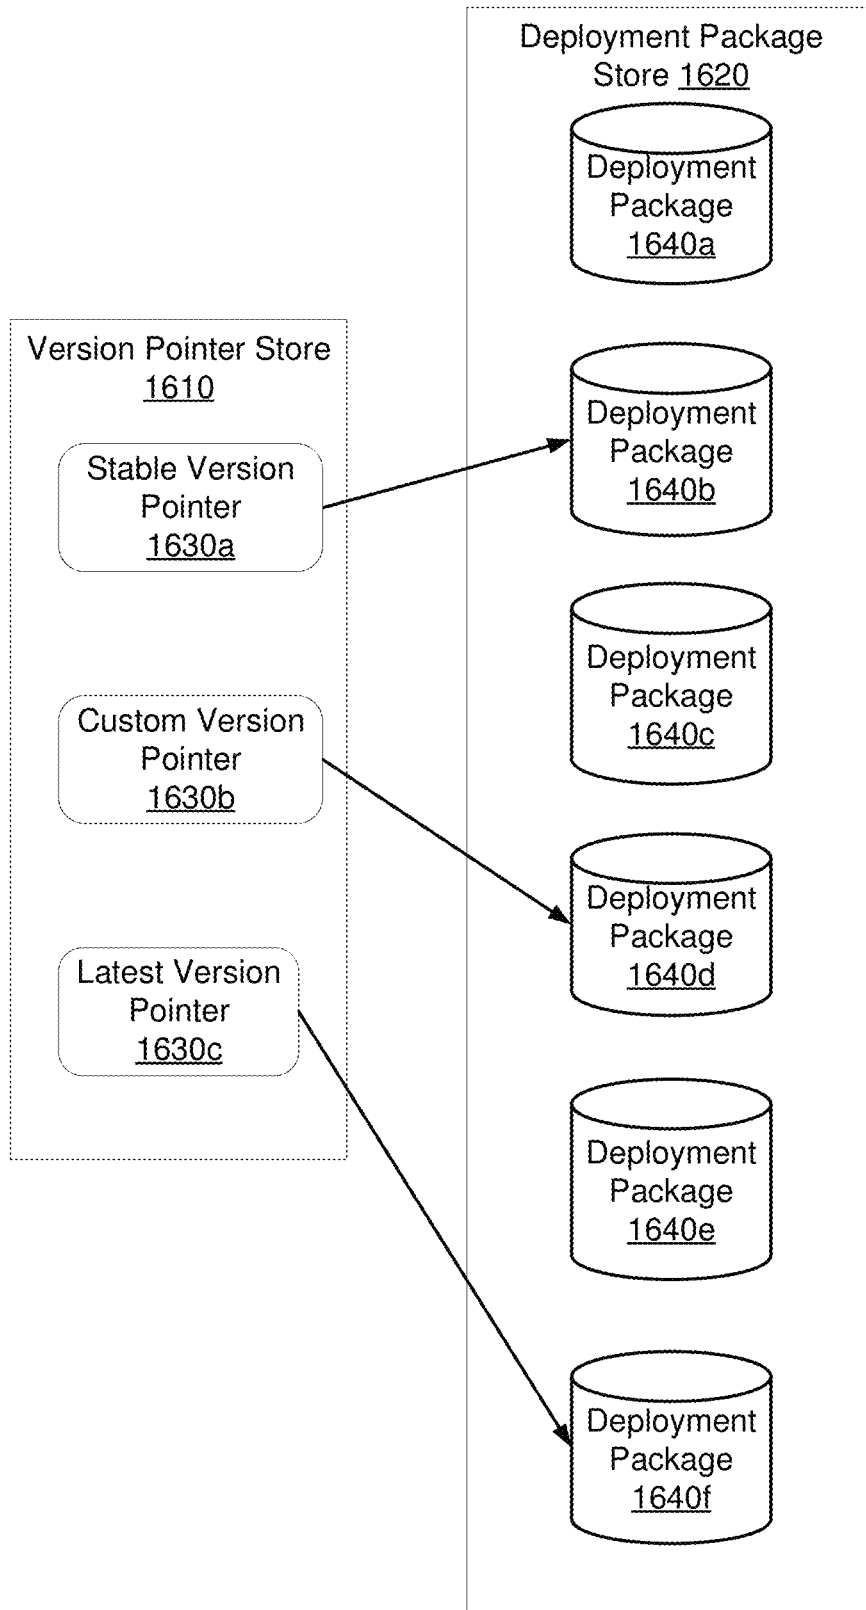 Deployment Package
Store 1620
Deployment
Package
1640a
Version Pointer Store
1610
Stable Version
Pointer
1630a
Deployment
Package
1640b
Custom Version
Pointer
1630b
Deployment
Package
1640c
Latest Version
Pointer
1630c
Deployment
Package
1640d
Deployment
Package
1640e
Deployment
Package
1640f